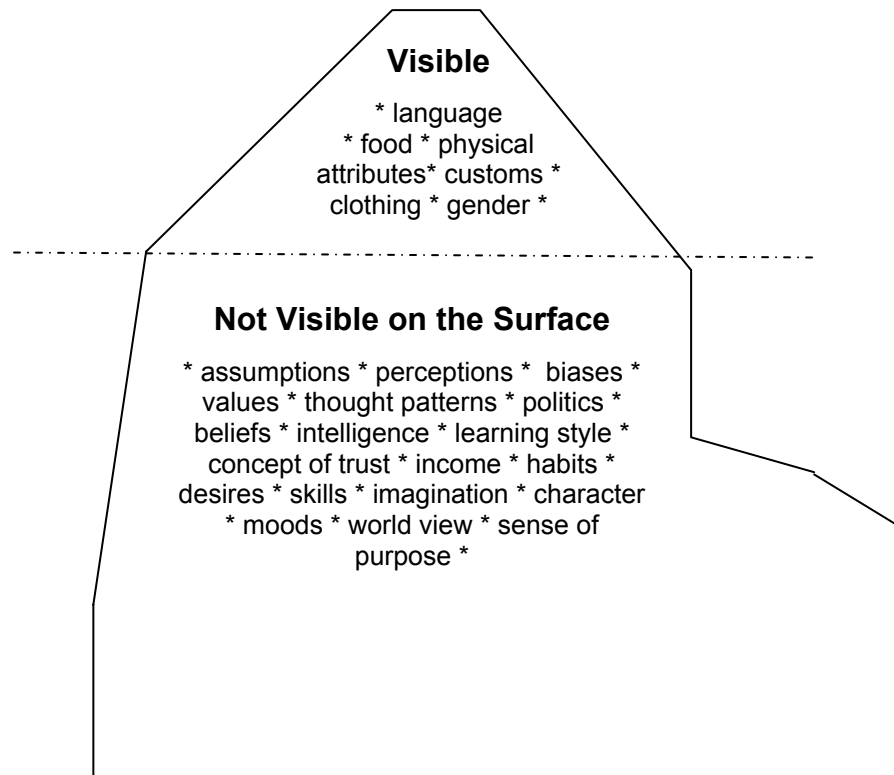 Visible
* language
* food * physical
attributes* customs *
clothing * gender *
Not Visible on the Surface
* assumptions * perceptions * biases *
values * thought patterns * politics *
beliefs * intelligence * learning style *
concept of trust * income * habits *
desires * skills * imagination * character
* moods * world view * sense of
purpose *